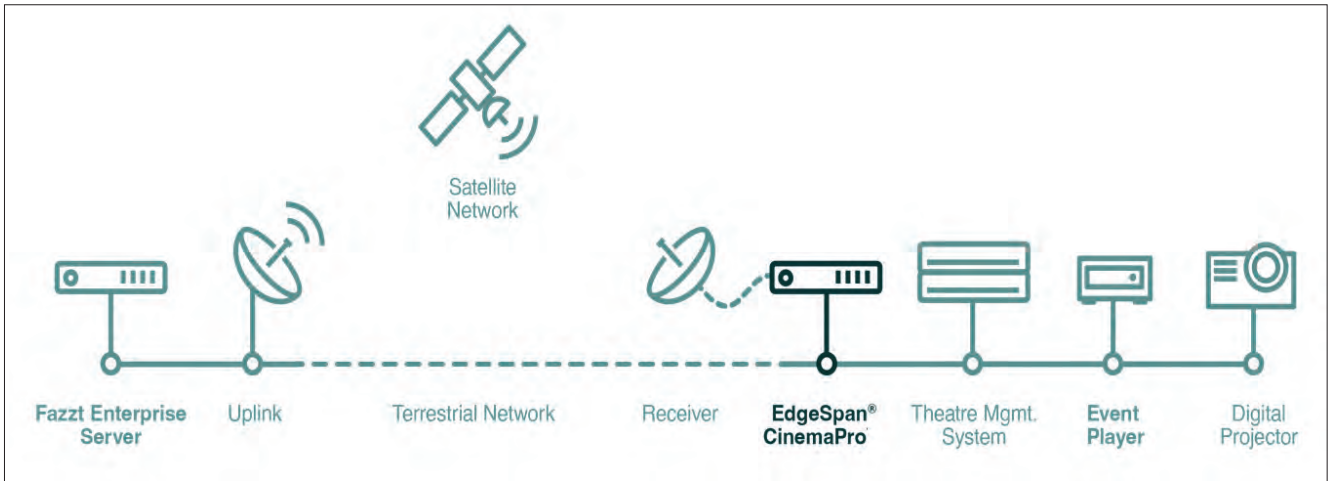 Satellite
Network
Fazzt Enterprise
Server
Uplink
Terrestrial Network
Receiver
EdgeSpan®
CinemaPro
Theatre Mgmt.
System
Event
Player
Digital
Projector